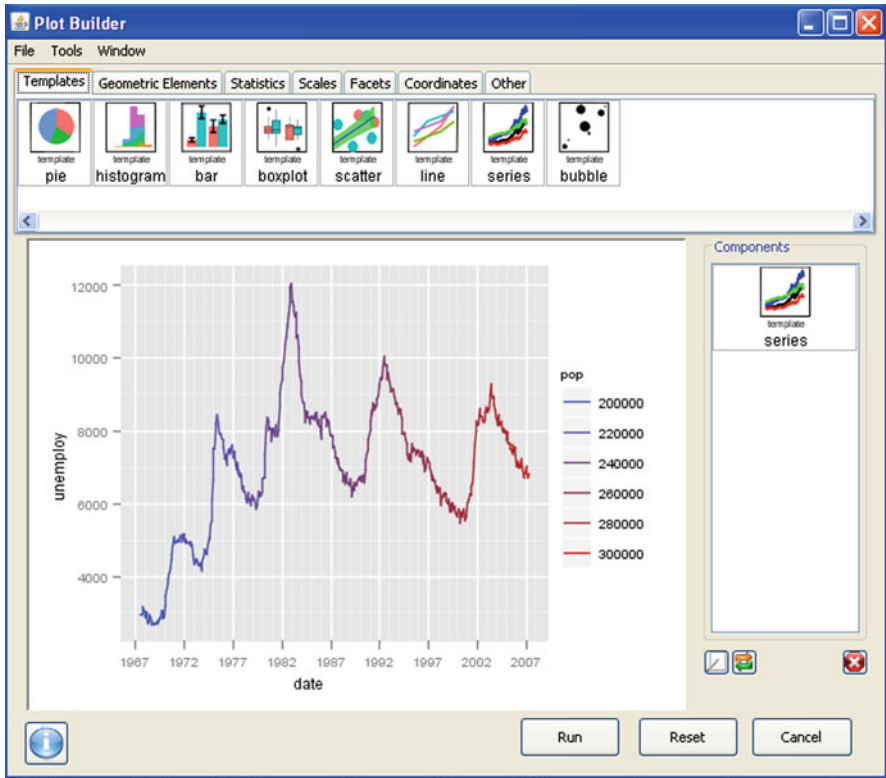 Plot Builder
File Tools Window
Templates Geometric Elements Statistics Scales Facets Coordinates Other
template template template template template template template template
pie histogram bar boxplot scatter line series bubble
Components
template
series
12000
10000
8000
6000
4000
unemploy
1967 1972 1977 1982 1987 1992 1997 2002 2007
date
pop
200000
220000
240000
260000
280000
300000
Run Reset Cancel